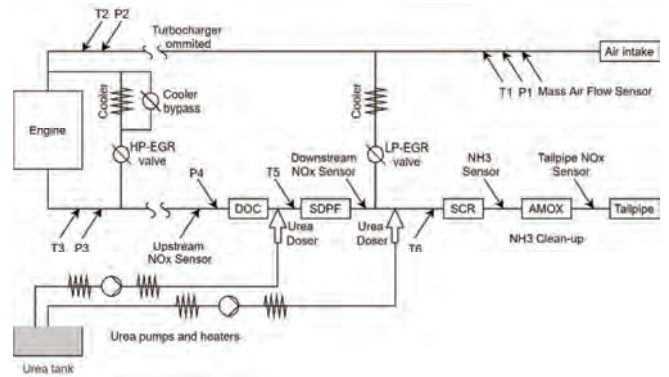 T2 P2
Turbocharger
ommited
Air intake
T1 P1 Mass Air Flow Sensor
Cooler
Cooler
bypass
Cooler
Engine
HP-EGR
valve
LP-EGR
valve
Downstream
NOx Sensor
NH3
Sensor
Tailpipe NOx
Sensor
P4
T5
DOC
SDPF
SCR
AMOX
Tailpipe
T3 P3
Upstream
NOx Sensor
Urea
Doser
Urea
Doser
T6
NH3 Clean-up
Urea pumps and heaters
Urea tank